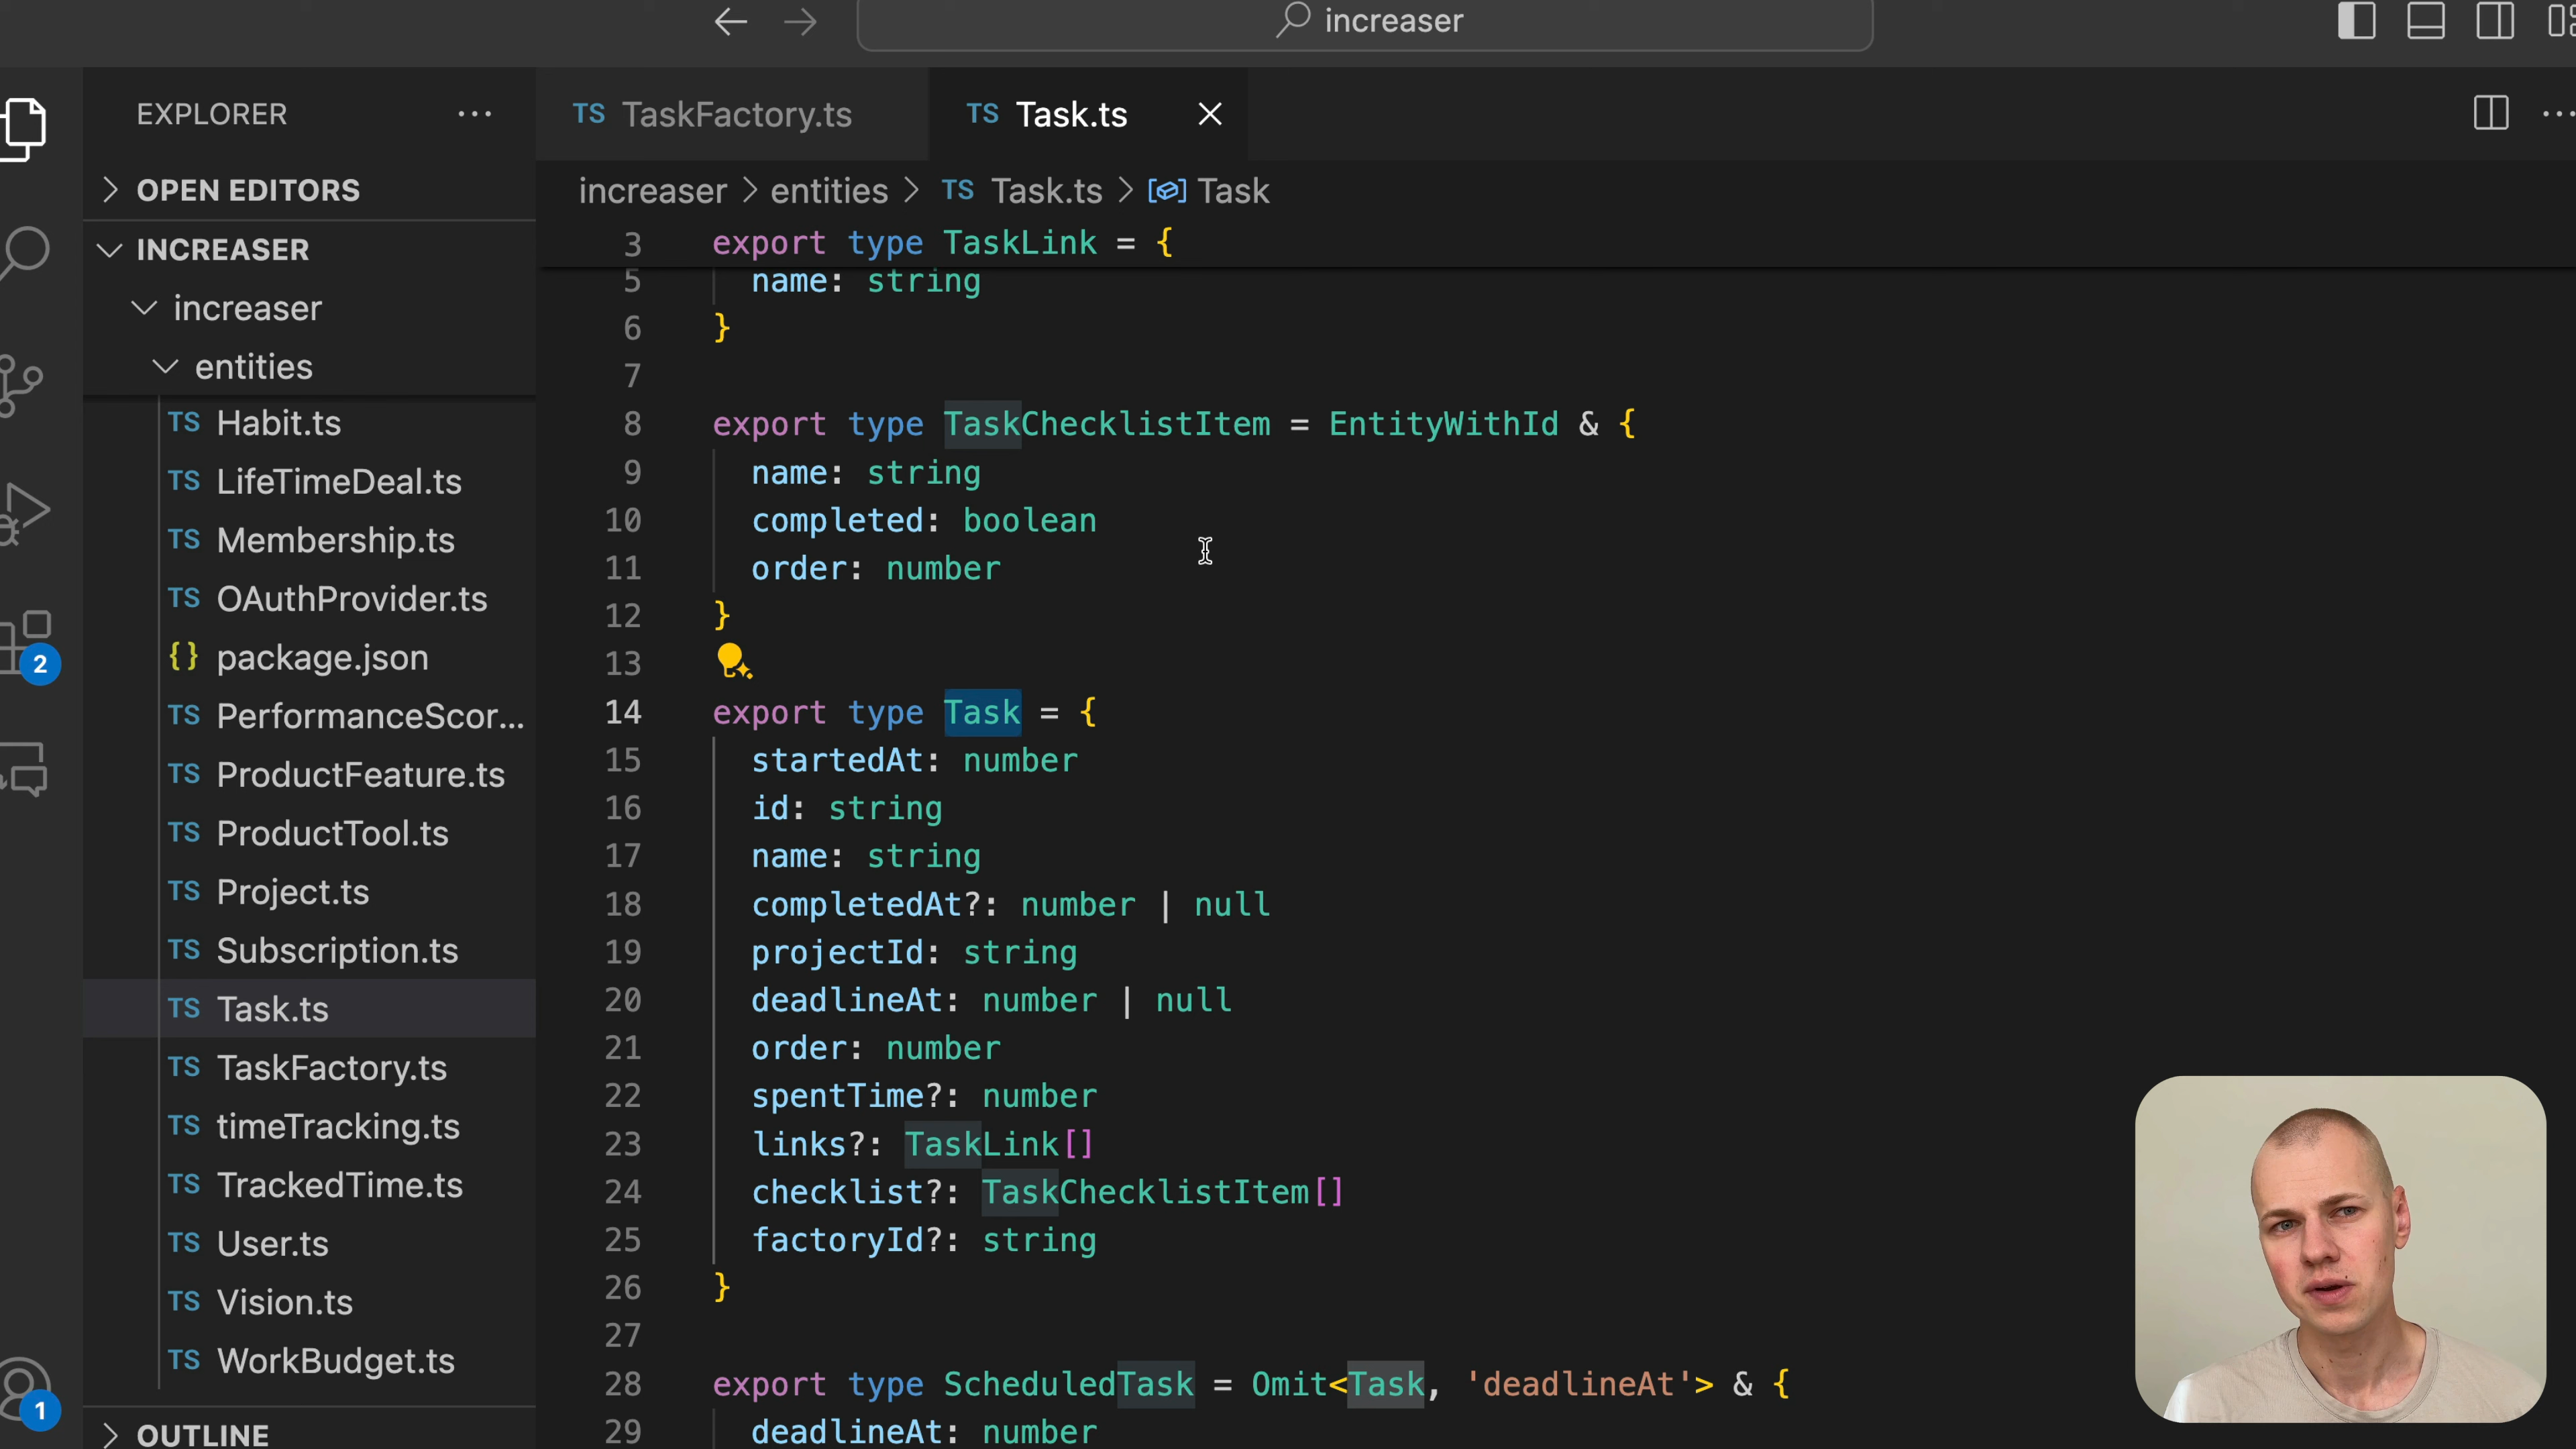 increaser
EXPLORER
OPEN EDITORS
INCREASER
increaser
entities
TS Habit.ts
TS LifeTimeDeal.ts
TS Membership.ts
TS OAuthProvider.ts
{} package.json
TS PerformanceScor...
TS ProductFeature.ts
TS ProductTool.ts
TS Project.ts
TS Subscription.ts
TS Task.ts
TS TaskFactory.ts
TS timeTracking.ts
TS TrackedTime.ts
TS User.ts
TS Vision.ts
TS WorkBudget.ts
OUTLINE
2
1
TS TaskFactory.ts
TS Task.ts
increaser > entities > TS Task.ts > Task
3 export type TaskLink = {
5 name: string
6 }
7
8 export type TaskChecklistItem = EntityWithId & {
9 name: string
10 completed: boolean
11 order: number
12 }
13
14 export type Task = {
15 startedAt: number
16 id: string
17 name: string
18 completedAt?: number | null
19 projectId: string
20 deadlineAt: number | null
21 order: number
22 spentTime?: number
23 links?: TaskLink[]
24 checklist?: TaskChecklistItem[]
25 factoryId?: string
26 }
27
28 export type ScheduledTask = Omit<Task, 'deadlineAt'> & {
29 deadlineAt: number